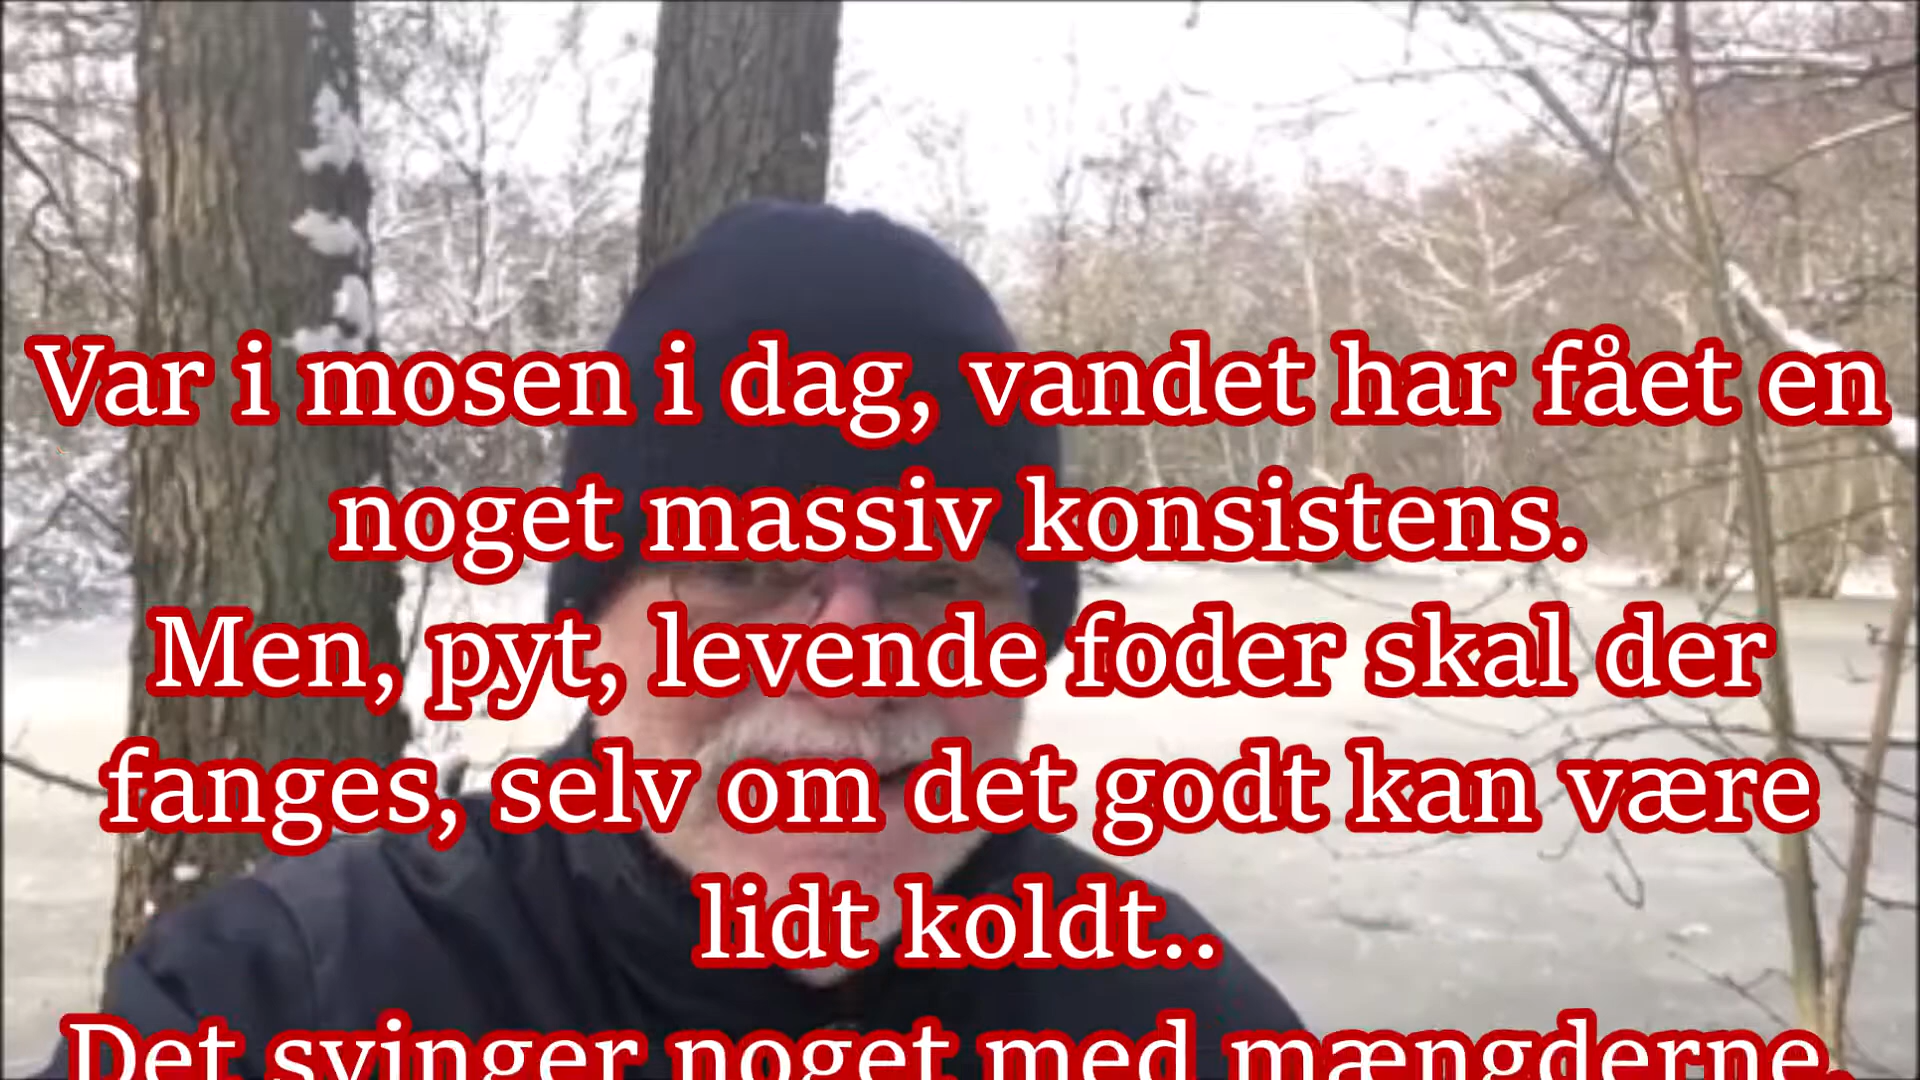 Var i mosen i dag, vandet har fået en
noget massiv konsistens.
Men, pyt, levende foder skal der
fanges, selv om det godt kan være
lidt koldt..
Det svinger noget med mængderne,